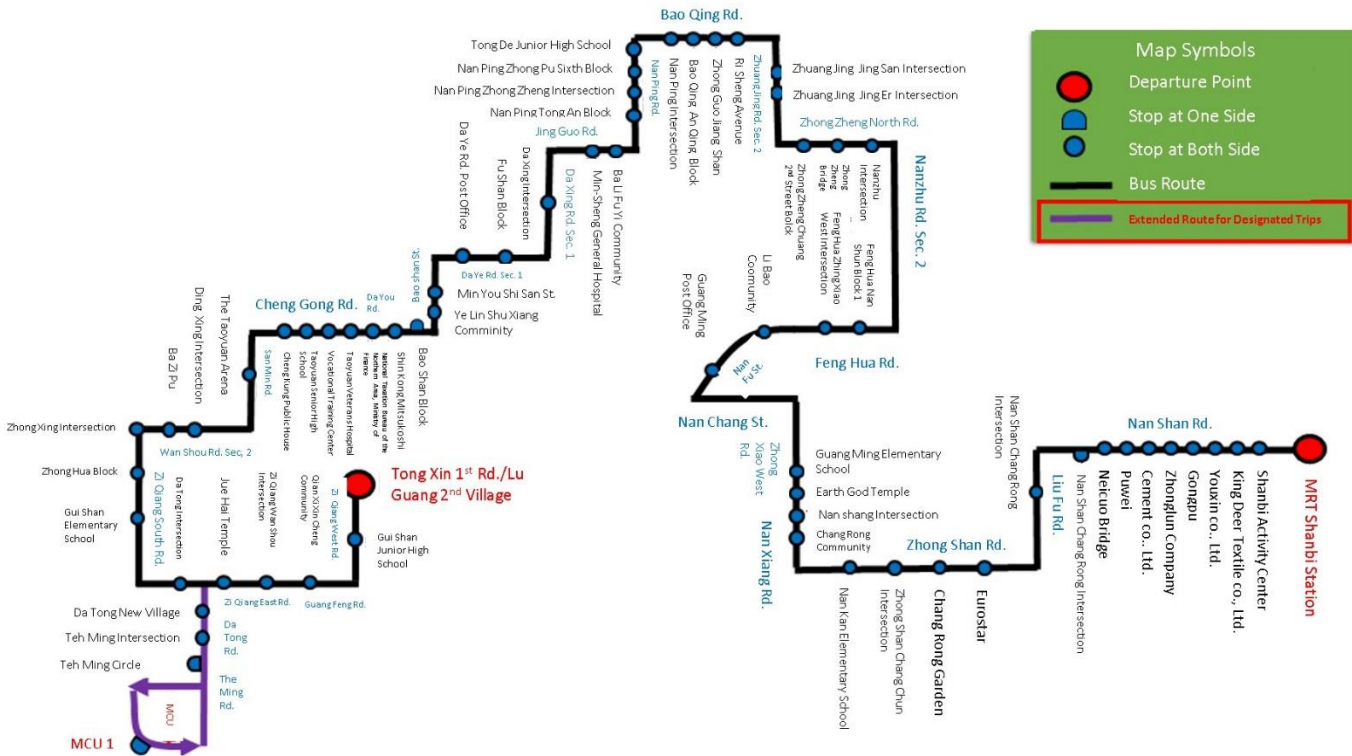 Map Symbols
Departure Point
Stop at One Side
Stop at Both Side
Bus Route
Extended Route for Designated Trips
Bao Qing Rd.
Tong De Junior High School
Nan Ping Zhong Pu Sixth Block
Nan Ping Zhong Zheng Intersection
Nan Ping Tong An Block
Nan Ping Rd.
Nan Ping Intersection
Bao Qing An Qing Block
Zhong Guo Jiang Shan
Ri Sheng Avenue
Zhuang Jing Rd. Sec. 2
Zhuang Jing Jing San Intersection
Zhuang Jing Jing Er Intersection
Zhong Zheng North Rd.
Zhong Zheng Chuang
2nd Street Bolck
Zhong
Zheng
Bridge
Nanzhu
Intersection
Nanzhu Rd. Sec. 2
Feng Hua Zhing Xiao
West Intersection
Feng Hua Nan
Shun Block 1
Feng Hua Rd.
Li Bao
Coomunity
Guang Ming
Post Office
Nan
Fu St.
Nan Chang St.
Zhong
Xiao West
Rd.
Guang Ming Elementary
School
Earth God Temple
Nan shang Intersection
Chang Rong
Community
Nan Xiang Rd.
Zhong Shan Rd.
Nan Kan Elementary School
Zhong Shan Chang Chun
Intersection
Chang Rong Garden
Eurostar
Nan Shan Chang Rong
Intersection
Liu Fu Rd.
Nan Shan Chang Rong Intersection
Nan Shan Rd.
Neicuo Bridge
Puwei
Cement co.. Ltd.
Zhonglun Company
Gongpu
Youxin co.. Ltd.
King Deer Textile co., Ltd.
Shanbi Activity Center
MRT Shanbi Station
Jing Guo Rd.
Ba Li Fu Yi Community
Min-Sheng General Hospital
Da Xing Rd. Sec. 1
Da Xing Intersection
Fu Shan Block
Da Ye Rd. Post Office
Da Ye Rd. Sec. 1
Min You Shi San St.
Ye Lin Shu Xiang
Comminity
Bao shan St.
Bao Shan Block
Da You
Rd.
Cheng Gong Rd.
Shin Kong Mitsukoshi
National Taxation Bureau of the
Northern Area, Ministry of
Finance
Taoyuan Veterans Hospital
Vocational Training Center
Taoyuan Senior High
School
Cheng Kung Public House
San Min Rd.
The Taoyuan Arena
Ding Xing Intersection
Ba Zi Pu
Wan Shou Rd. Sec, 2
Zhong Xing Intersection
Zhong Hua Block
Gui Shan
Elementary
School
Zi Qiang South Rd.
Da Tong Intersection
Jue Hai Temple
Zi Qiang Wan Shou
Intersection
Qian Xi Xin Cheng
Community
Zi Qiang West Rd.
Tong Xin 1st Rd./Lu
Guang 2nd Village
Gui Shan
Junior High
School
Zi Qiang East Rd.
Guang Feng Rd.
Da Tong New Village
Teh Ming Intersection
Teh Ming Circle
Da
Tong
Rd.
The
Ming
Rd.
MCU
MCU 1